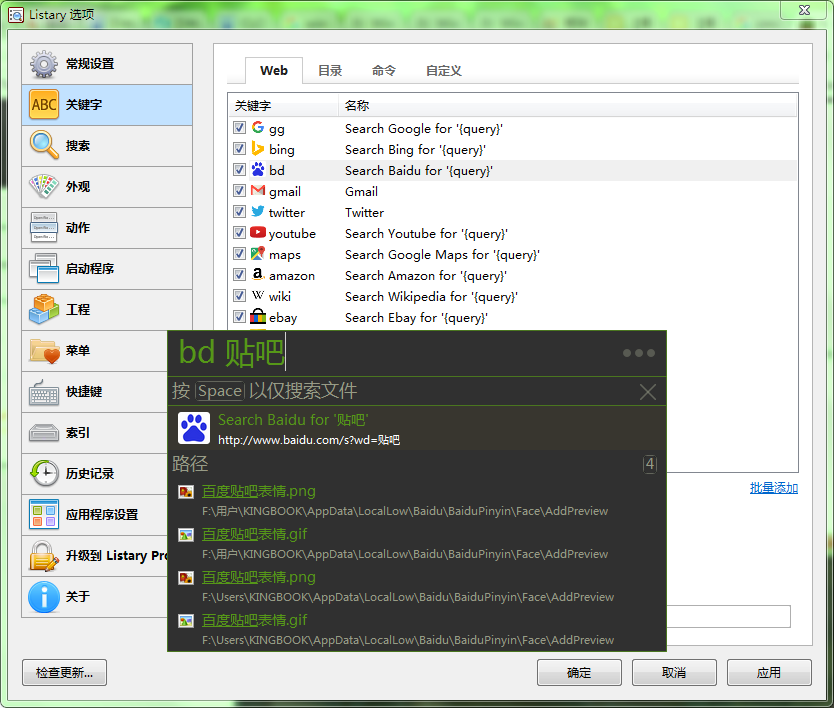 Listary 选项
常规设置
关键字
搜索
外观
动作
启动程序
工程
菜单
快捷键
索引
历史记录
应用程序设置
升级到 Listary Pro
关于
Web 目录 命令 自定义
关键字 名称
gg Search Google for '{query}'
bing Search Bing for '{query}'
bd Search Baidu for '{query}'
gmail Gmail
twitter Twitter
youtube Search Youtube for '{query}'
maps Search Google Maps for '{query}'
amazon Search Amazon for '{query}'
wiki Search Wikipedia for '{query}'
ebay Search Ebay for '{query}'
bd 贴吧
按 Space 以仅搜索文件
Search Baidu for '贴吧'
http://www.baidu.com/s?wd=贴吧
路径 4
百度贴吧表情.png
F:\用户\KINGBOOK\AppData\LocalLow\Baidu\BaiduPinyin\Face\AddPreview
百度贴吧表情.gif
F:\用户\KINGBOOK\AppData\LocalLow\Baidu\BaiduPinyin\Face\AddPreview
百度贴吧表情.png
F:\Users\KINGBOOK\AppData\LocalLow\Baidu\BaiduPinyin\Face\AddPreview
百度贴吧表情.gif
F:\Users\KINGBOOK\AppData\LocalLow\Baidu\BaiduPinyin\Face\AddPreview
批量添加
检查更新... 确定 取消 应用